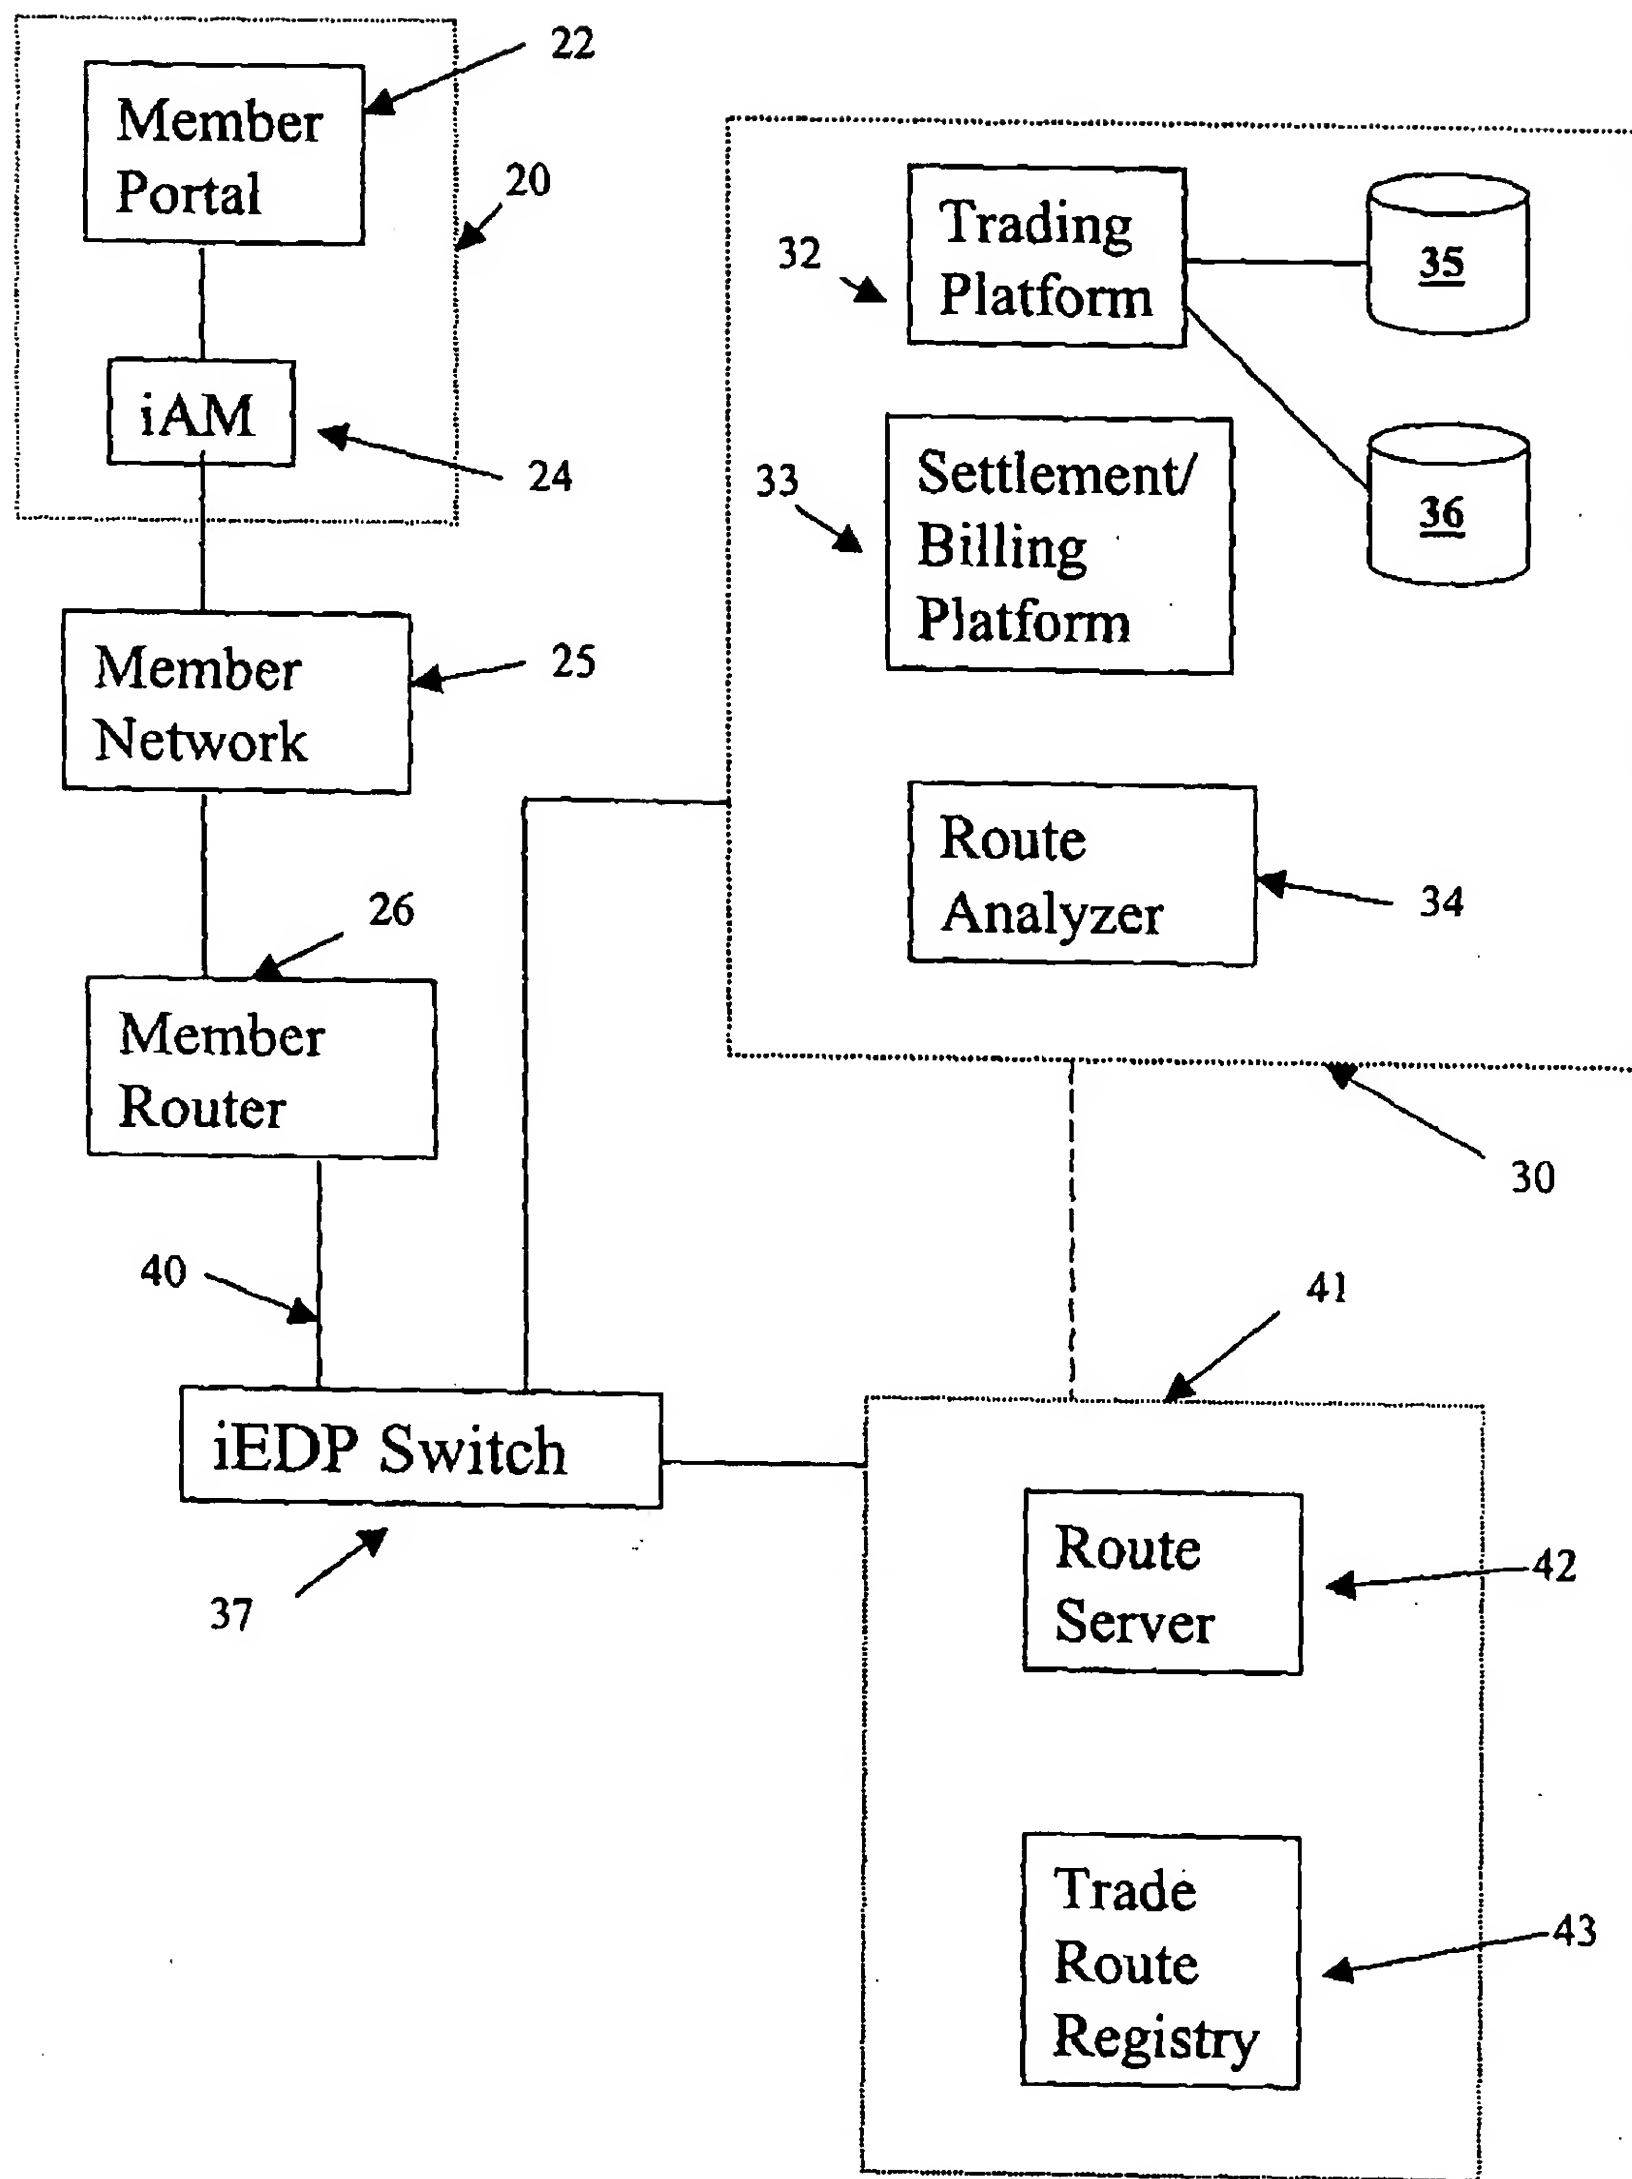 22
Member
Portal
20
iAM
24
Member
Network
25
26
Member
Router
40
iEDP Switch
37
32
Trading
Platform
35
33
Settlement/
Billing
Platform
36
Route
Analyzer
34
30
41
Route
Server
42
Trade
Route
Registry
43